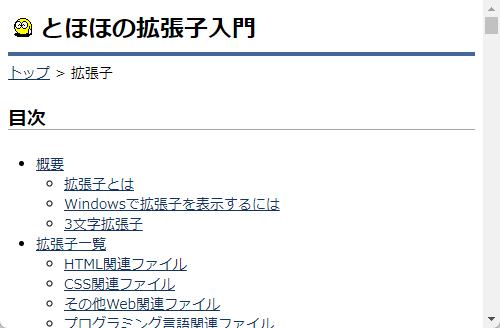 とほほの拡張子入門
トップ > 拡張子
目次
概要
拡張子とは
Windowsで拡張子を表示するには
3文字拡張子
拡張子一覧
HTML関連ファイル
CSS関連ファイル
その他Web関連ファイル
プログラミング言語関連ファイル